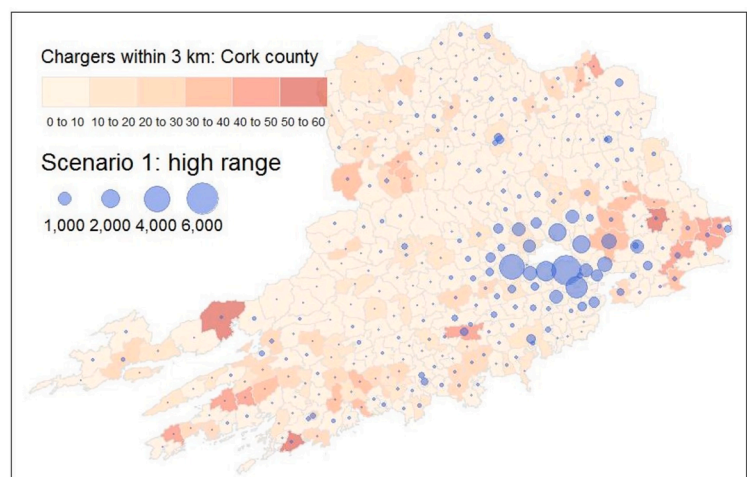 Chargers within 3 km: Cork county
0 to 10 10 to 20 20 to 30 30 to 40 40 to 50 50 to 60
Scenario 1: high range
1,000 2,000 4,000 6,000